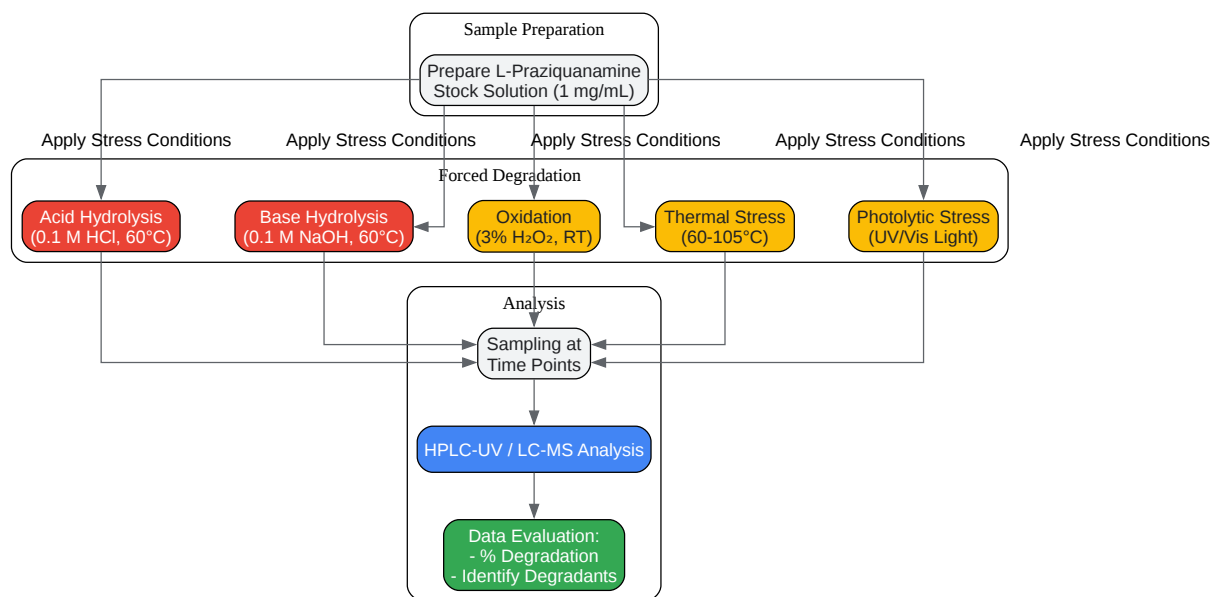 Sample Preparation
Prepare L-Praziquanamine
Stock Solution (1 mg/mL)
Apply Stress Conditions
Apply Stress Conditions
Apply Stress Conditions
Apply Stress Conditions
Apply Stress Conditions
Forced Degradation
Acid Hydrolysis
(0.1 M HCl, 60°C)
Base Hydrolysis
(0.1 M NaOH, 60°C)
Oxidation
(3% H₂O₂, RT)
Thermal Stress
(60-105°C)
Photolytic Stress
(UV/Vis Light)
Analysis
Sampling at
Time Points
HPLC-UV / LC-MS Analysis
Data Evaluation:
- % Degradation
- Identify Degradants